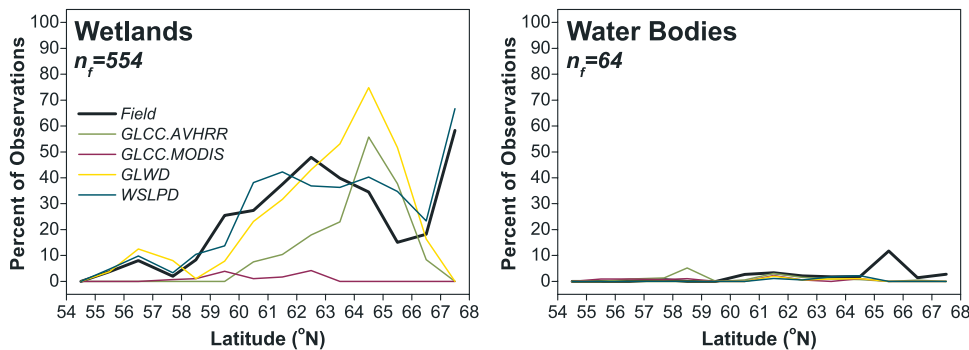 Wetlands
n_f=554
Percent of Observations
100
90
80
70
60
50
40
30
20
10
0
Field
GLCC.AVHRR
GLCC.MODIS
GLWD
WSLPD
54 55 56 57 58 59 60 61 62 63 64 65 66 67 68
Latitude (°N)
Water Bodies
n_f=64
Percent of Observations
100
90
80
70
60
50
40
30
20
10
0
54 55 56 57 58 59 60 61 62 63 64 65 66 67 68
Latitude (°N)